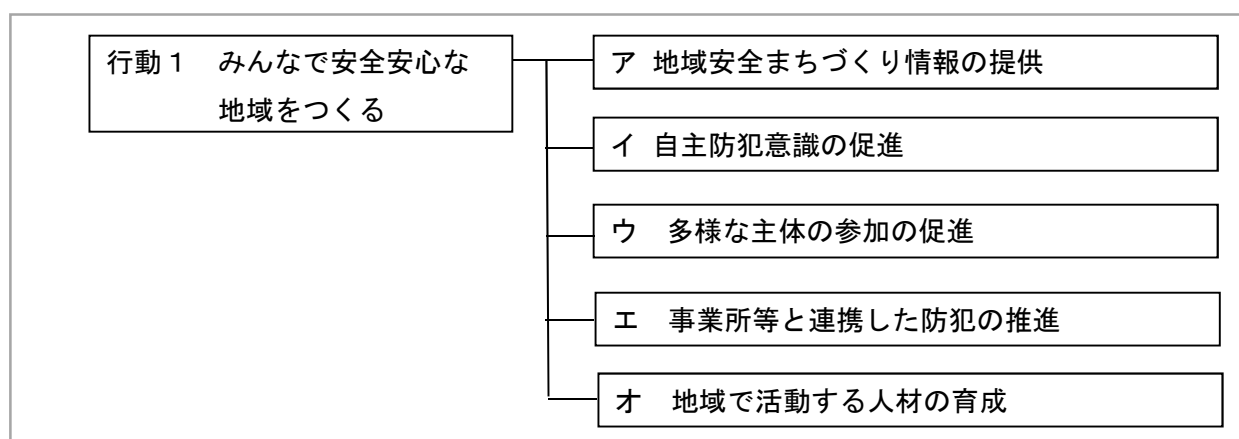 行動１　みんなで安全安心な
地域をつくる
ア 地域安全まちづくり情報の提供
イ 自主防犯意識の促進
ウ　多様な主体の参加の促進
エ　事業所等と連携した防犯の推進
オ　地域で活動する人材の育成